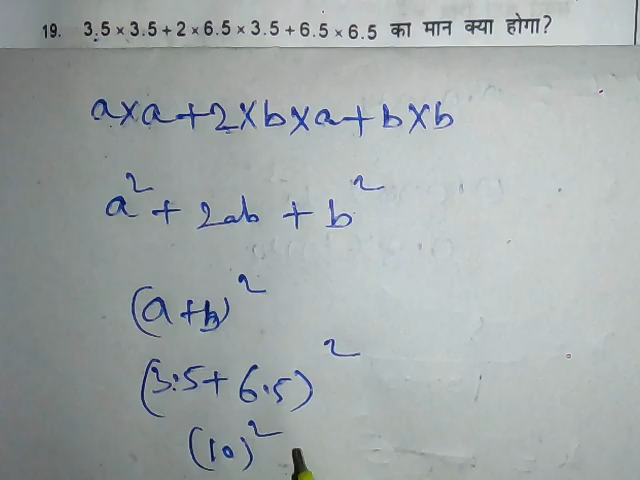 19. 3.5 × 3.5 + 2 × 6.5 × 3.5 + 6.5 × 6.5 का मान क्या होगा?
a×a+2×b×a+b×b
a² + 2ab + b²
(a+b)²
(3.5+6.5)²
(10)²